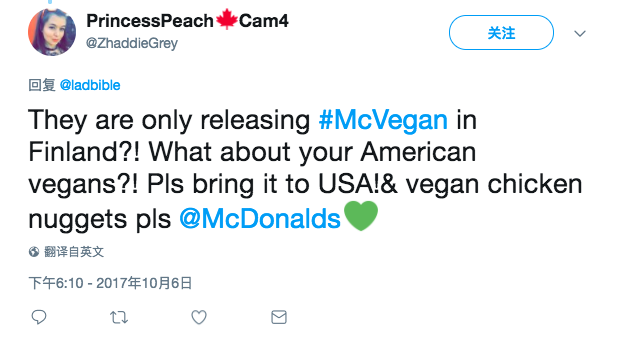 PrincessPeach🍁Cam4
@ZhaddieGrey
关注
回复 @ladbible
They are only releasing #McVegan in
Finland?! What about your American
vegans?! Pls bring it to USA!& vegan chicken
nuggets pls @McDonalds💚
翻译自英文
下午6:10 - 2017年10月6日